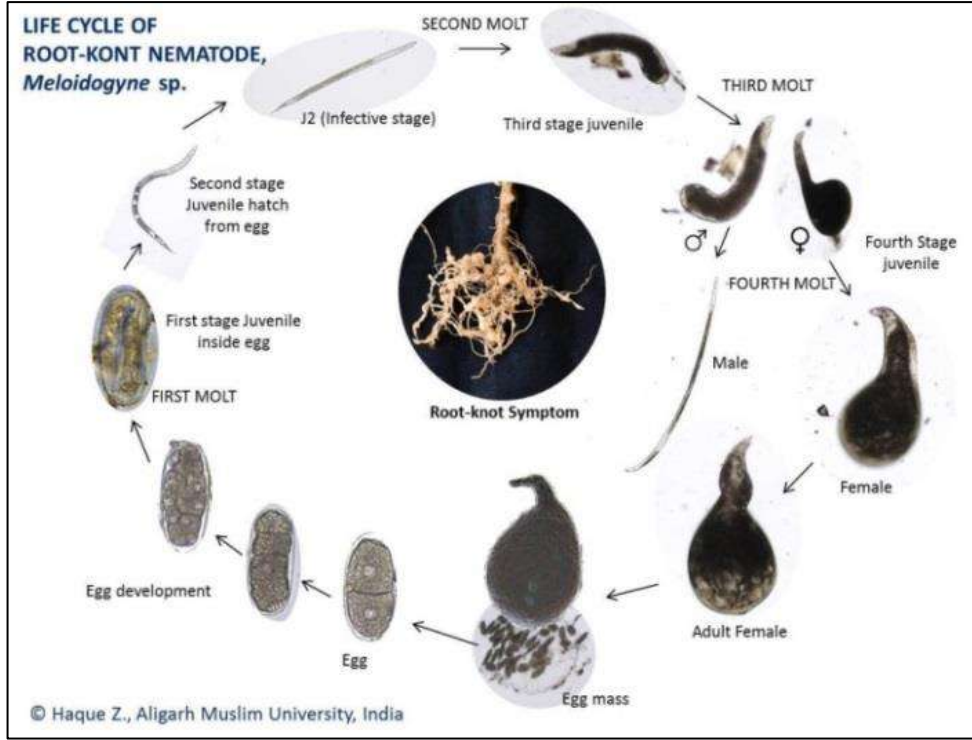 LIFE CYCLE OF
ROOT-KONT NEMATODE,
Meloidogyne sp.
SECOND MOLT
J2 (Infective stage)
Third stage juvenile
THIRD MOLT
Second stage
Juvenile hatch
from egg
♂
♀
Fourth Stage
juvenile
FOURTH MOLT
First stage Juvenile
inside egg
FIRST MOLT
Male
Root-knot Symptom
Female
Egg development
Egg
Adult Female
Egg mass
© Haque Z., Aligarh Muslim University, India